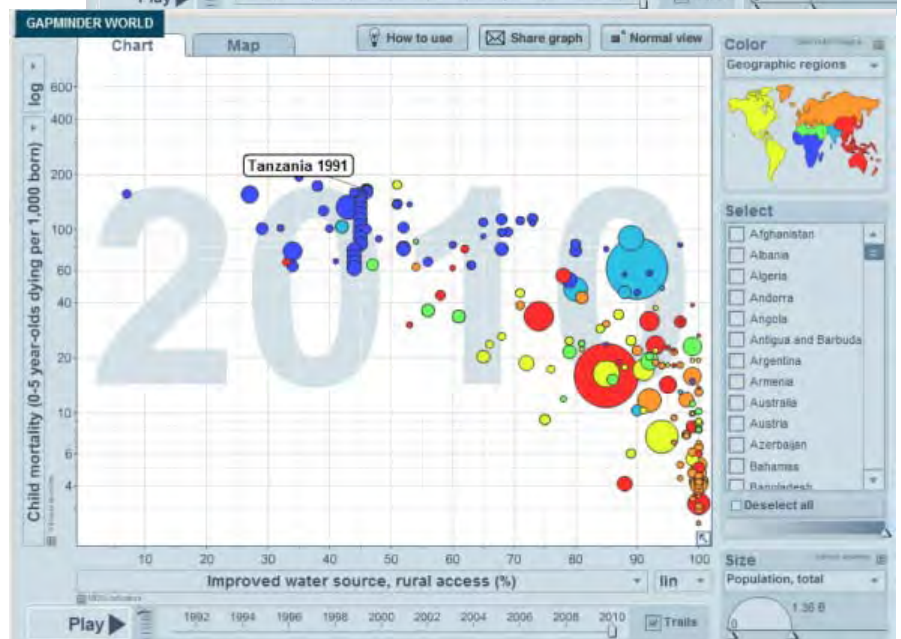 Play
GAPMINDER WORLD
Chart
Map
How to use
Share graph
Normal view
Color
Geographic regions
log
Child mortality (0-5 year-olds dying per 1,000 born)
600
400
200
100
60
40
20
10
6
4
2010
Tanzania 1991
10 20 30 40 50 60 70 80 90 100
Improved water source, rural access (%)
lin
Select
Afghanistan
Albania
Algeria
Andorra
Angola
Antigua and Barbuda
Argentina
Armenia
Australia
Austria
Azerbaijan
Bahamas
Bangladesh
Deselect all
Size
Population, total
0
1.36 B
Play
1992 1994 1996 1998 2000 2002 2004 2006 2008 2010
Trails